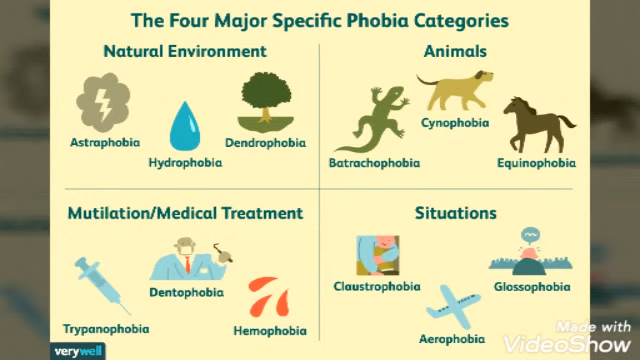 The Four Major Specific Phobia Categories
Natural Environment
Astraphobia
Hydrophobia
Dendrophobia
Animals
Batrachophobia
Cynophobia
Equinophobia
Mutilation/Medical Treatment
Trypanophobia
Dentophobia
Hemophobia
Situations
Claustrophobia
Aerophobia
Glossophobia
verywell
Made with
VideoShow